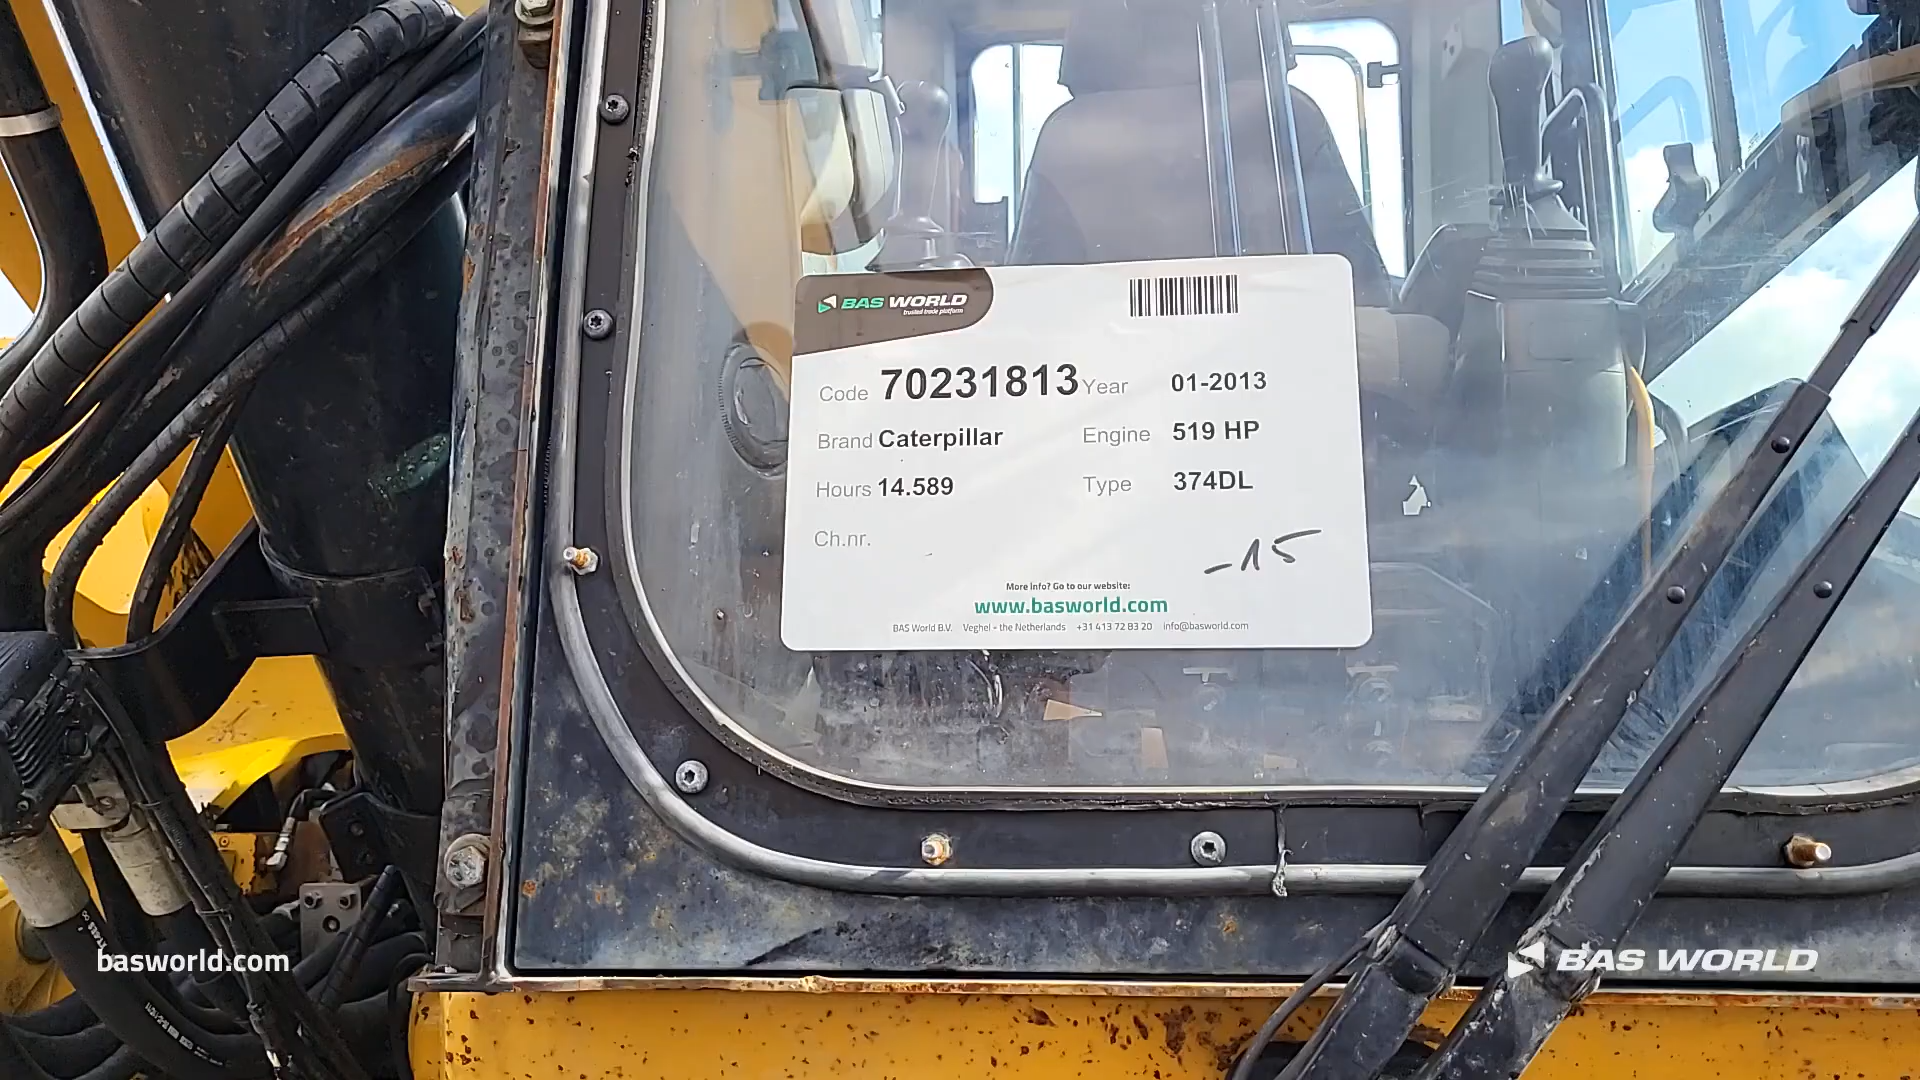 BAS WORLD
trusted trade platform
Code 70231813 Year 01-2013
Brand Caterpillar Engine 519 HP
Hours 14.589 Type 374DL
Ch.nr.
-15
More info? Go to our website:
www.basworld.com
BAS World B.V. Veghel - the Netherlands +31 413 72 83 20 info@basworld.com
basworld.com
BAS WORLD